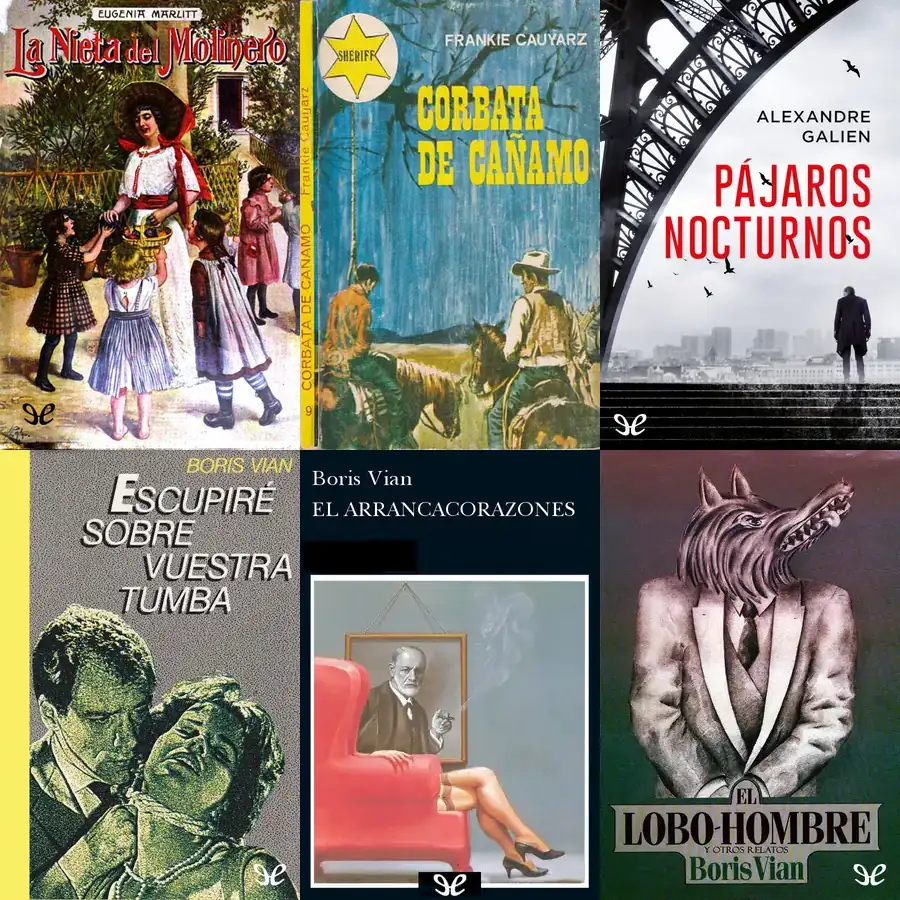 EUGENIA MARLITT
La Nieta del Molinero
SHERIFF
FRANKIE CAUYARZ
CORBATA
DE CAÑAMO
6 CORBATA DE CAÑAMO Frankie Cauyarz
ALEXANDRE
GALIEN
PÁJAROS
NOCTURNOS
BORIS VIAN
ESCUPIRÉ
SOBRE
VUESTRA
TUMBA
Boris Vian
EL ARRANCACORAZONES
EL
LOBO-HOMBRE
Y OTROS RELATOS
Boris Vian